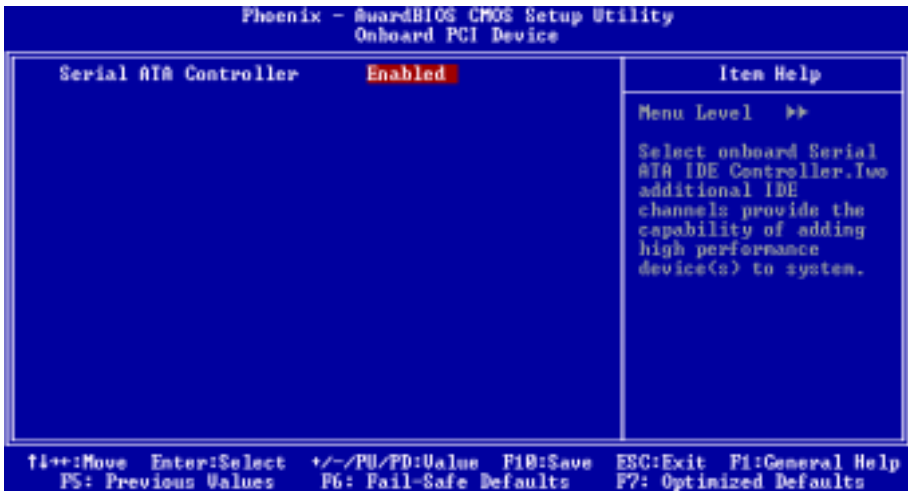 Phoenix - AwardBIOS CMOS Setup Utility
Onboard PCI Device
Serial ATA Controller Enabled
Item Help
Menu Level ▶▶
Select onboard Serial
ATA IDE Controller.Two
additional IDE
channels provide the
capability of adding
high performance
device(s) to system.
↑↓→←:Move Enter:Select +/-/PU/PD:Value F10:Save ESC:Exit F1:General Help
F5: Previous Values F6: Fail-Safe Defaults F7: Optimized Defaults